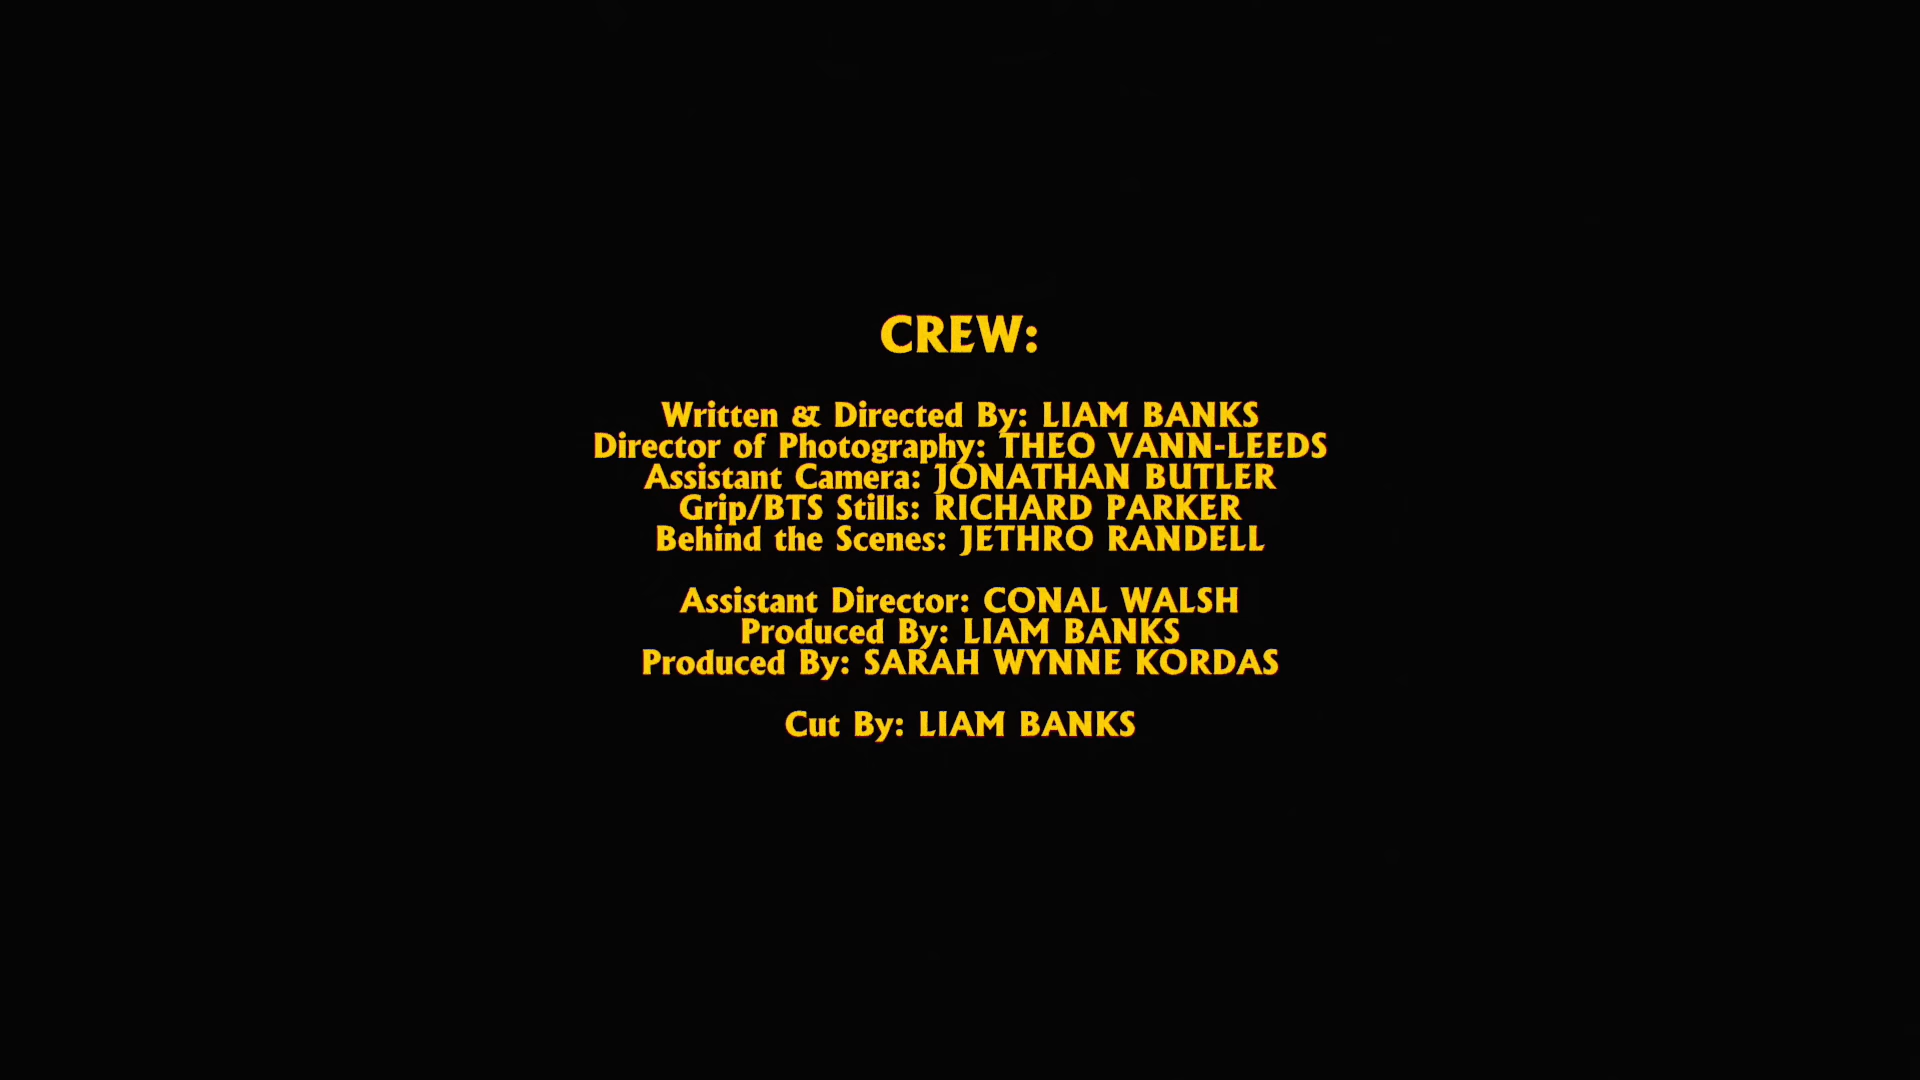 CREW:
Written & Directed By: LIAM BANKS
Director of Photography: THEO VANN-LEEDS
Assistant Camera: JONATHAN BUTLER
Grip/BTS Stills: RICHARD PARKER
Behind the Scenes: JETHRO RANDELL
Assistant Director: CONAL WALSH
Produced By: LIAM BANKS
Produced By: SARAH WYNNE KORDAS
Cut By: LIAM BANKS